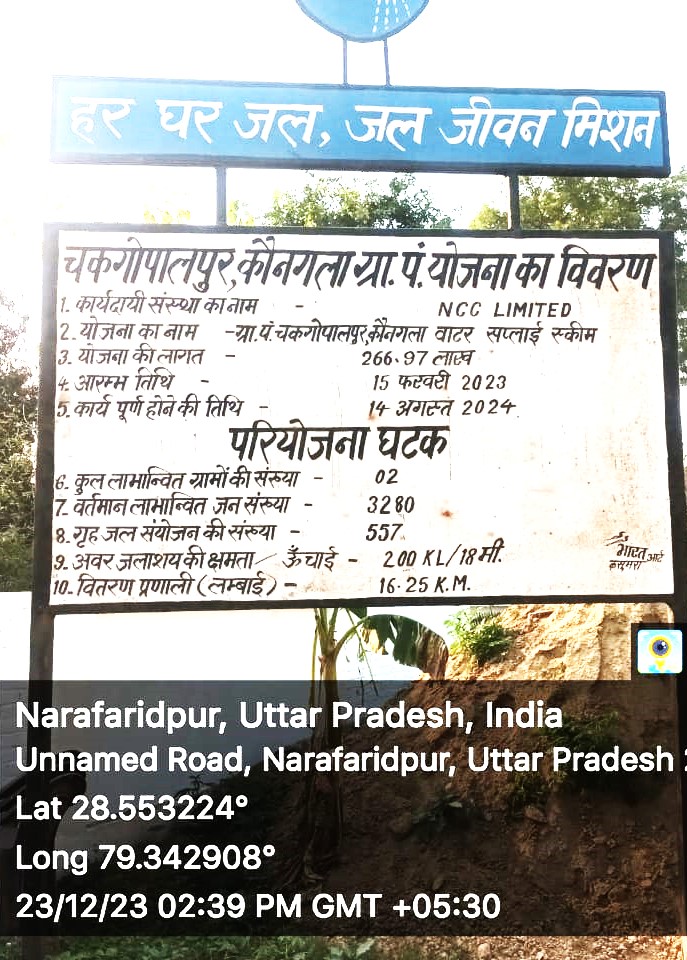 हर घर जल, जल जीवन मिशन
चकगोपालपुर,कौनगला ग्रा.पं.योजना का विवरण
1. कार्यदायी संस्था का नाम - NCC LIMITED
2. योजना का नाम -ग्रा.पं.चकगोपालपुर,कौनगला वाटर सप्लाई स्कीम
3. योजना की लागत - 266.97 लाख
4. आरम्भ तिथि - 15 फरवरी 2023
5. कार्य पूर्ण होने की तिथि - 14 अगस्त 2024
परियोजना घटक
6. कुल लाभान्वित ग्रामों की संख्या - 02
7. वर्तमान लाभान्वित जन संख्या - 3280
8. गृह जल संयोजन की संख्या - 557
9. अवर जलाशय की क्षमता / ऊँचाई - 200 KL/18मी.
10. वितरण प्रणाली (लम्बाई) - 16.25 K.M.
भारत आर्ट
Narafaridpur, Uttar Pradesh, India
Unnamed Road, Narafaridpur, Uttar Pradesh
Lat 28.553224°
Long 79.342908°
23/12/23 02:39 PM GMT +05:30